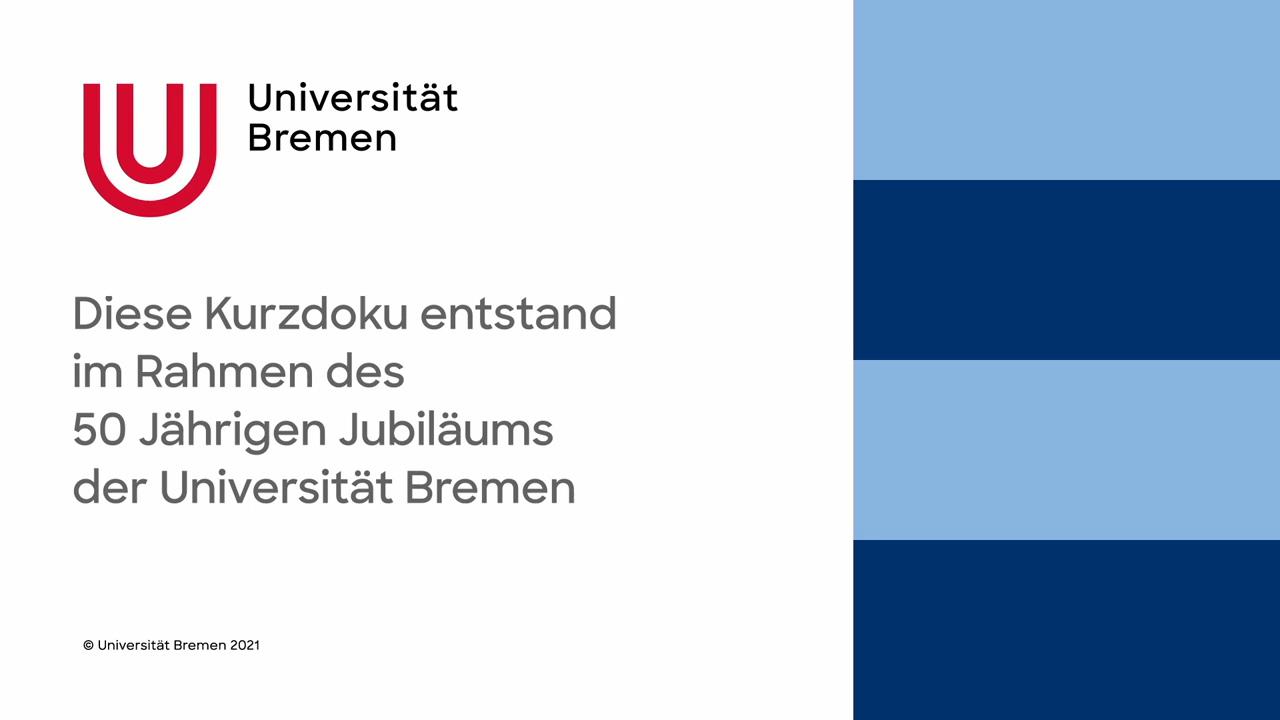 Universität
Bremen
Diese Kurzdoku entstand
im Rahmen des
50 Jährigen Jubiläums
der Universität Bremen
© Universität Bremen 2021